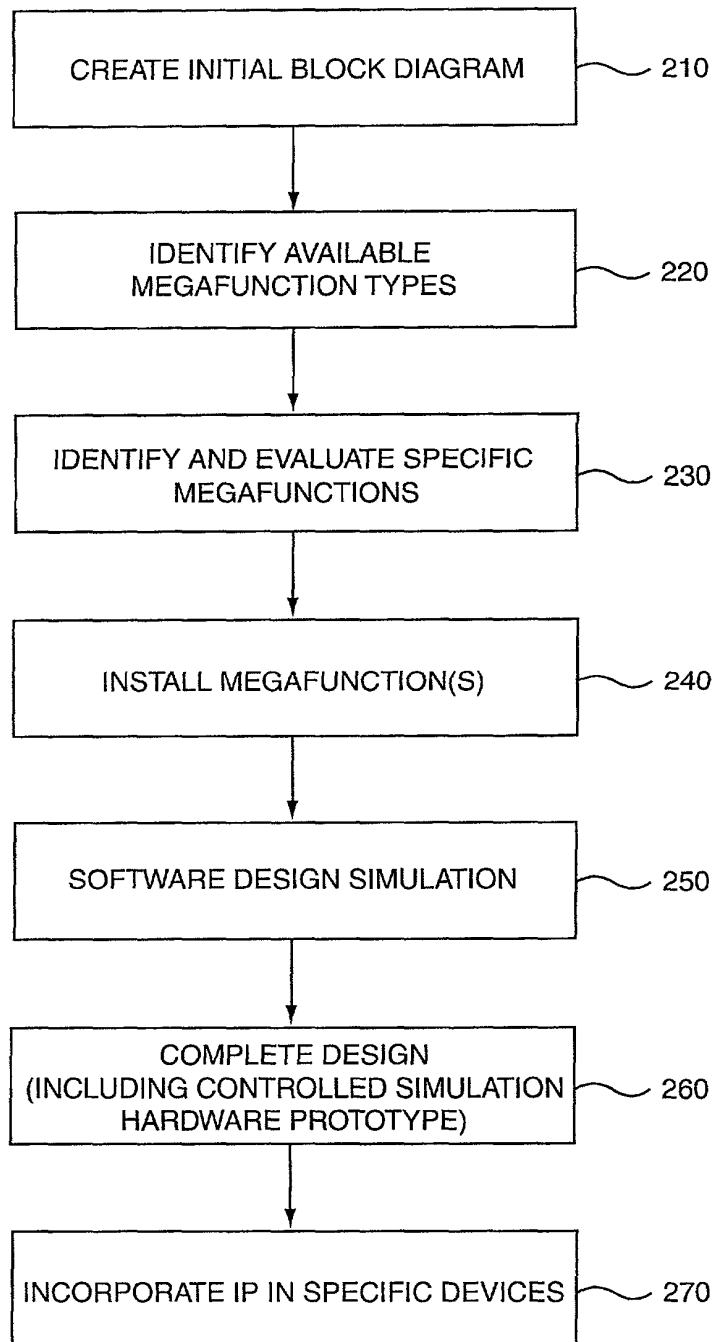 CREATE INITIAL BLOCK DIAGRAM
210
IDENTIFY AVAILABLE
MEGAFUNCTION TYPES
220
IDENTIFY AND EVALUATE SPECIFIC
MEGAFUNCTIONS
230
INSTALL MEGAFUNCTION(S)
240
SOFTWARE DESIGN SIMULATION
250
COMPLETE DESIGN
(INCLUDING CONTROLLED SIMULATION
HARDWARE PROTOTYPE)
260
INCORPORATE IP IN SPECIFIC DEVICES
270